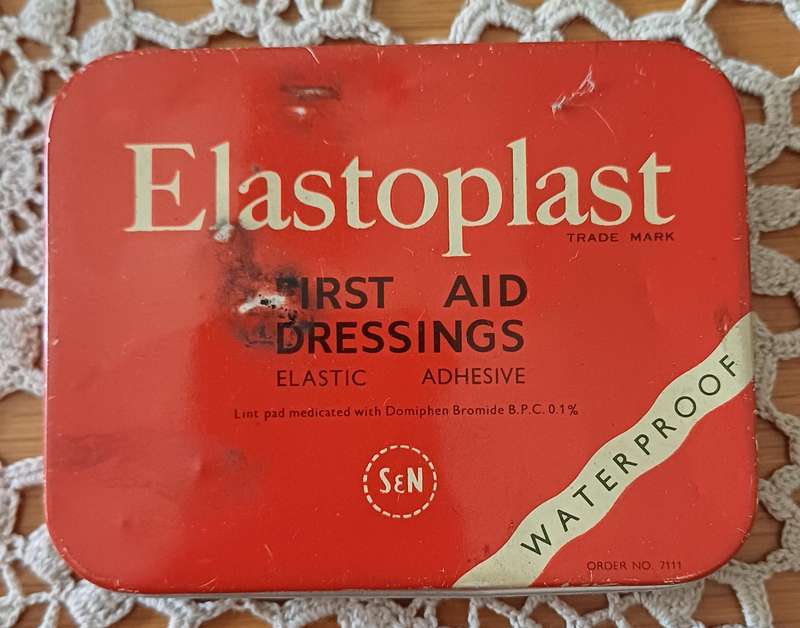 Elastoplast
TRADE MARK
FIRST AID
DRESSINGS
ELASTIC ADHESIVE
Lint pad medicated with Domiphen Bromide B.P.C. 0.1%
S&N
WATERPROOF
ORDER NO. 7111